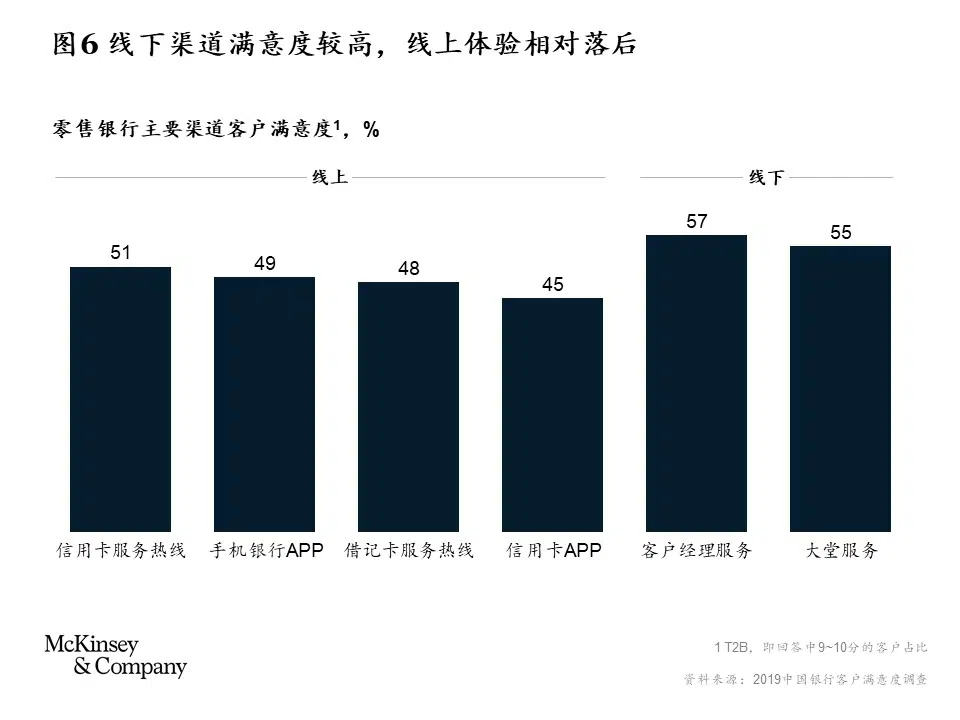 图6 线下渠道满意度较高，线上体验相对落后
零售银行主要渠道客户满意度1，%
线上
线下
51
49
48
45
57
55
信用卡服务热线
手机银行APP
借记卡服务热线
信用卡APP
客户经理服务
大堂服务
McKinsey
& Company
1 T2B，即回答中9~10分的客户占比
资料来源：2019中国银行客户满意度调查